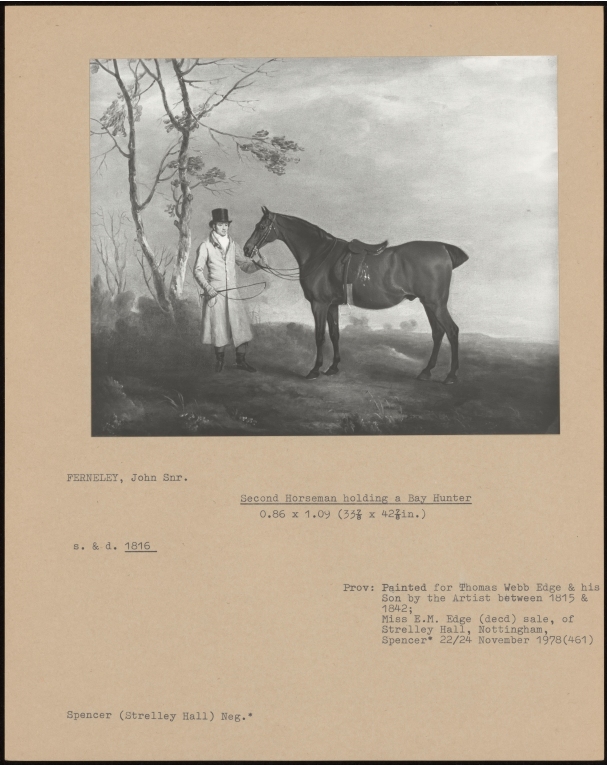 FERNELEY, John Snr.
Second Horseman holding a Bay Hunter
0.86 x 1.09 (33⅞ x 42⅞in.)
s. & d. 1816
Prov: Painted for Thomas Webb Edge & his
Son by the Artist between 1815 &
1842;
Miss E.M. Edge (decd) sale, of
Strelley Hall, Nottingham,
Spencer* 22/24 November 1978(461)
Spencer (Strelley Hall) Neg.*